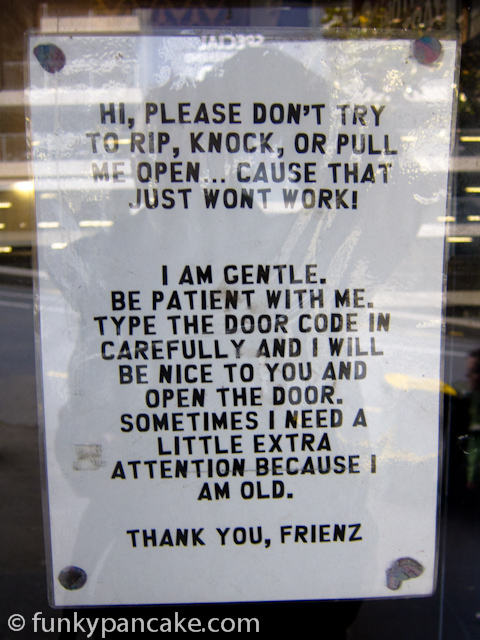 SPECIAL
HI, PLEASE DON'T TRY
TO RIP, KNOCK, OR PULL
ME OPEN... CAUSE THAT
JUST WONT WORK!
I AM GENTLE.
BE PATIENT WITH ME.
TYPE THE DOOR CODE IN
CAREFULLY AND I WILL
BE NICE TO YOU AND
OPEN THE DOOR.
SOMETIMES I NEED A
LITTLE EXTRA
ATTENTION BECAUSE I
AM OLD.
THANK YOU, FRIENZ
© funkypancake.com